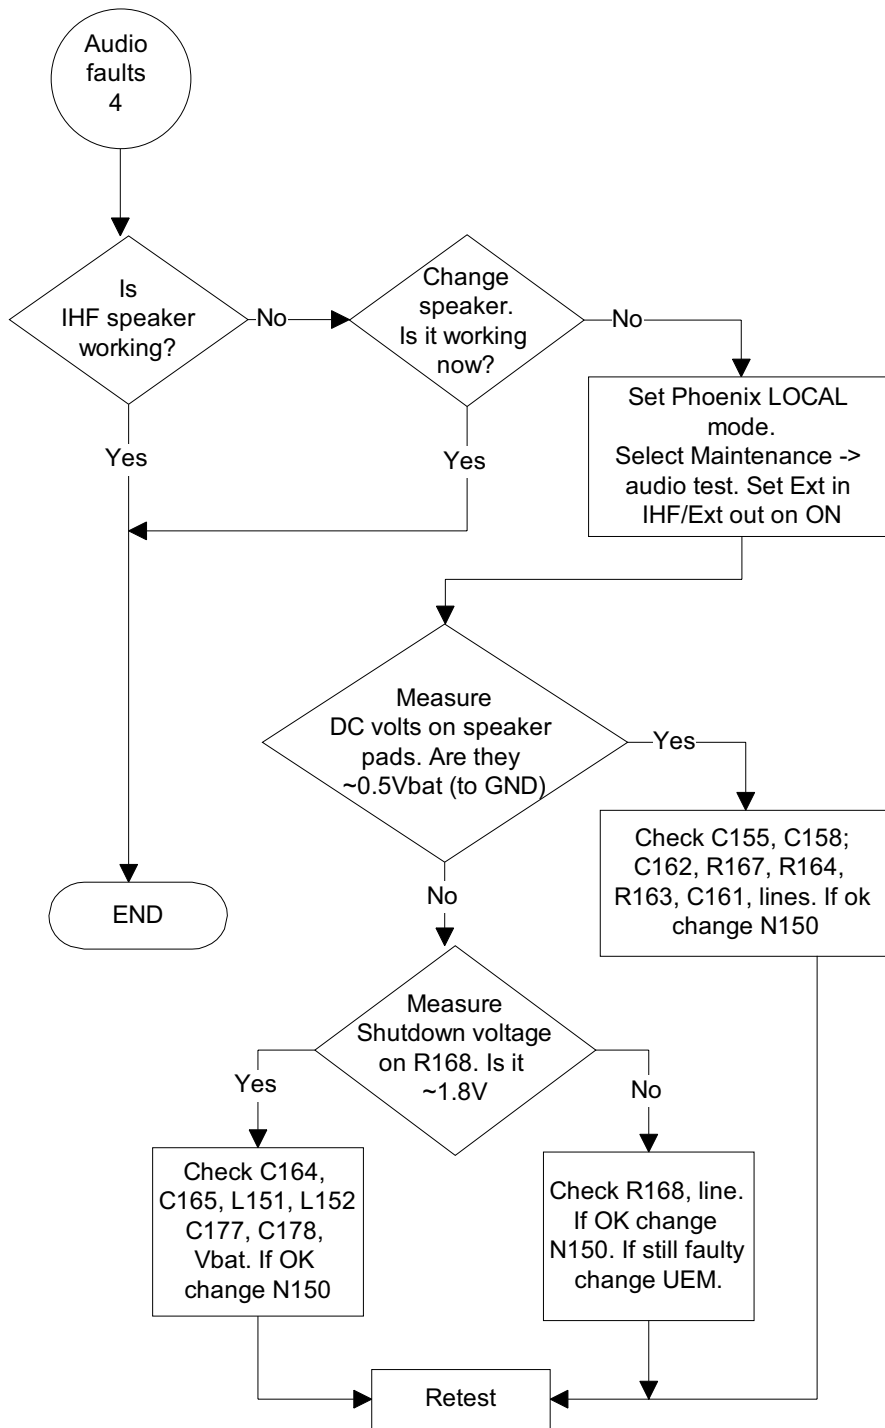 Audio
faults
4
Is
IHF speaker
working?
No
Change
speaker.
Is it working
now?
No
Yes
Yes
Set Phoenix LOCAL
mode.
Select Maintenance ->
audio test. Set Ext in
IHF/Ext out on ON
Measure
DC volts on speaker
pads. Are they
~0.5Vbat (to GND)
Yes
No
Check C155, C158;
C162, R167, R164,
R163, C161, lines. If ok
change N150
END
Measure
Shutdown voltage
on R168. Is it
~1.8V
Yes
No
Check C164,
C165, L151, L152
C177, C178,
Vbat. If OK
change N150
Check R168, line.
If OK change
N150. If still faulty
change UEM.
Retest